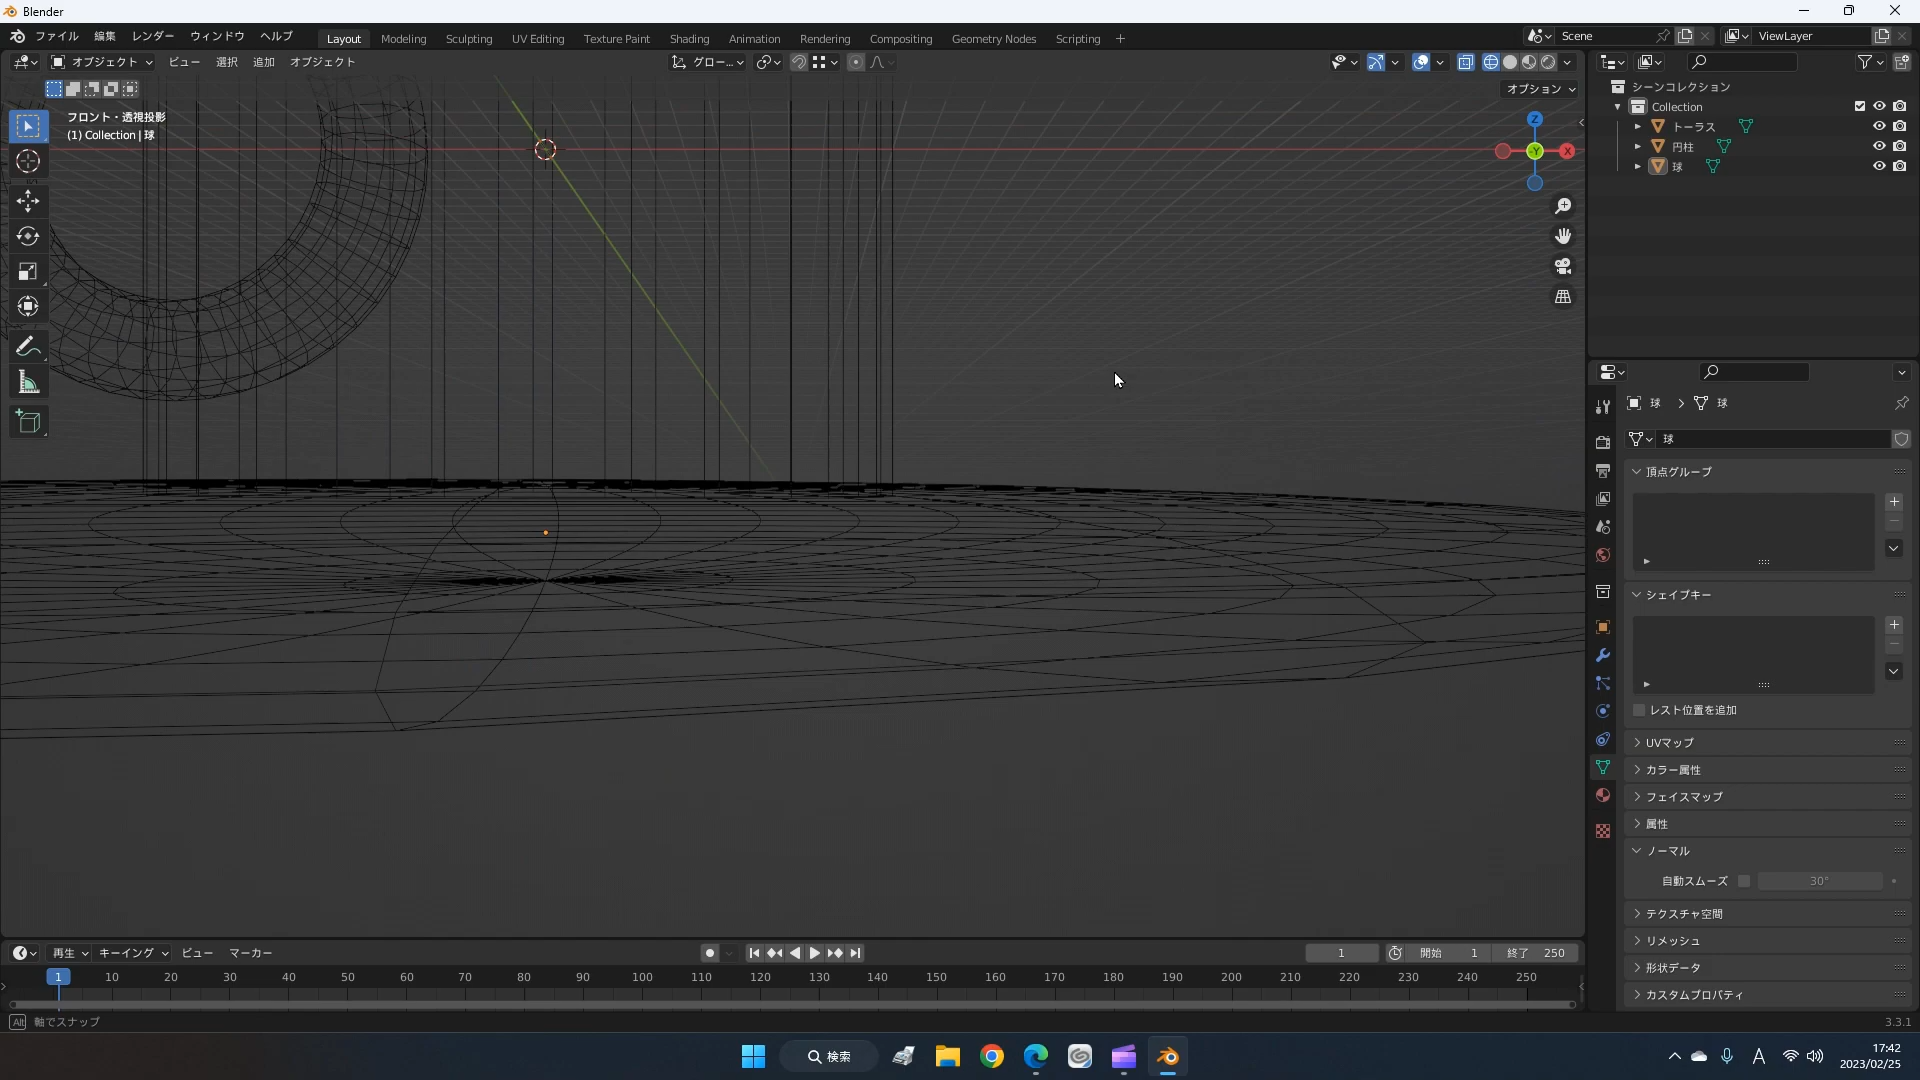 Blender
ファイル 編集 レンダー ウィンドウ ヘルプ Layout Modeling Sculpting UV Editing Texture Paint Shading Animation Rendering Compositing Geometry Nodes Scripting + Scene ViewLayer
オブジェクト ビュー 選択 追加 オブジェクト グロー...
オプション
フロント・透視投影
(1) Collection | 球
Z
-Y
X
シーンコレクション
Collection
トーラス
円柱
球
球 球
球
頂点グループ
シェイプキー
レスト位置を追加
UVマップ
カラー属性
フェイスマップ
属性
ノーマル
自動スムーズ 30°
テクスチャ空間
リメッシュ
形状データ
カスタムプロパティ
再生 キーイング ビュー マーカー 1 開始 1 終了 250
1 10 20 30 40 50 60 70 80 90 100 110 120 130 140 150 160 170 180 190 200 210 220 230 240 250
Alt 軸でスナップ 3.3.1
検索 A 17:42
2023/02/25